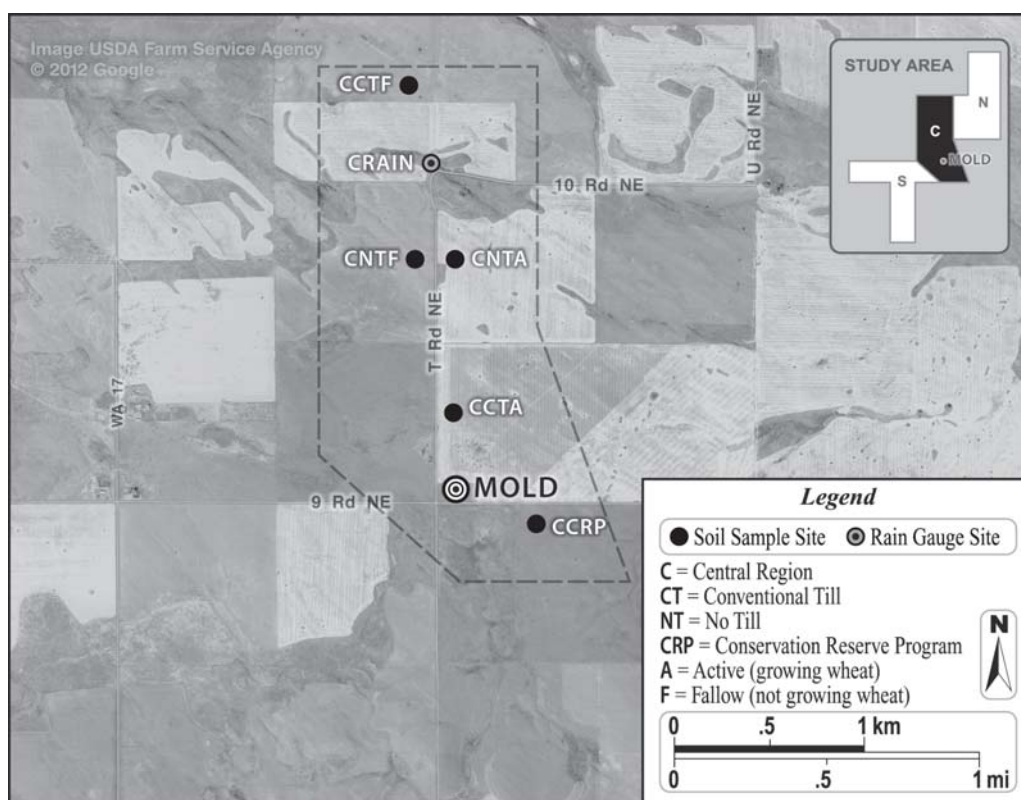 Image USDA Farm Service Agency
© 2012 Google
CCTF
CRAIN
10 Rd NE
U Rd NE
CNTF
CNTA
T Rd NE
WA 17
CCTA
MOLD
9 Rd NE
CCRP
STUDY AREA
N
C
MOLD
S
Legend
Soil Sample Site
Rain Gauge Site
C = Central Region
CT = Conventional Till
NT = No Till
CRP = Conservation Reserve Program
A = Active (growing wheat)
F = Fallow (not growing wheat)
N
0 .5 1 km
0 .5 1 mi